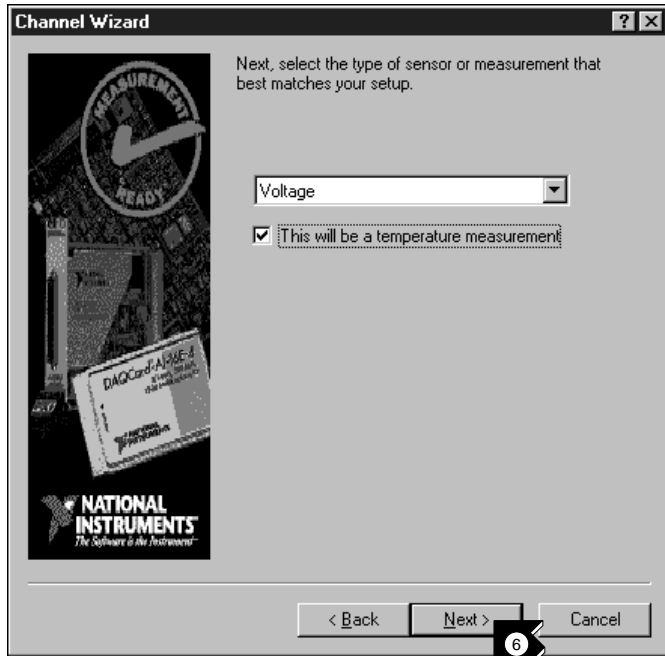 Channel Wizard
? X
Next, select the type of sensor or measurement that
best matches your setup.
MEASUREMENT
READY
Voltage
This will be a temperature measurement
DAQCard-AI-16E-4
NATIONAL
INSTRUMENTS
NATIONAL
INSTRUMENTS™
The Software is the Instrument
< Back
Next >
Cancel
6